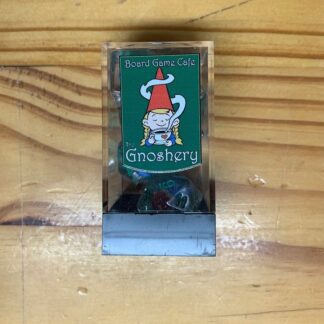 Board Game Cafe
The
Gnoshery